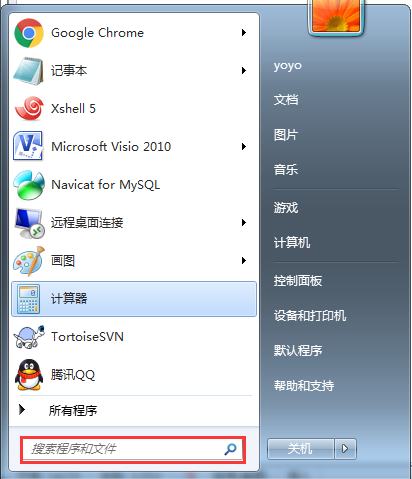 Google Chrome
记事本
Xshell 5
Microsoft Visio 2010
Navicat for MySQL
远程桌面连接
画图
计算器
TortoiseSVN
腾讯QQ
所有程序
搜索程序和文件
yoyo
文档
图片
音乐
游戏
计算机
控制面板
设备和打印机
默认程序
帮助和支持
关机